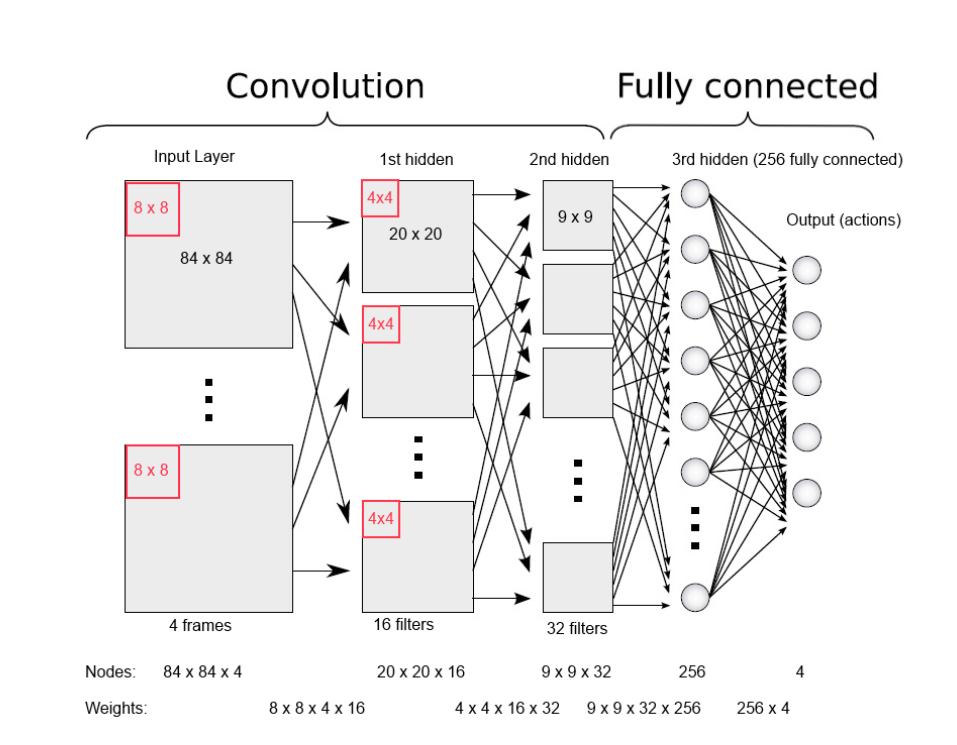 Convolution
Fully connected
Input Layer
1st hidden
2nd hidden
3rd hidden (256 fully connected)
8 x 8
84 x 84
4x4
20 x 20
9 x 9
Output (actions)
4x4
8 x 8
4x4
4 frames
16 filters
32 filters
Nodes: 84 x 84 x 4 20 x 20 x 16 9 x 9 x 32 256 4
Weights: 8 x 8 x 4 x 16 4 x 4 x 16 x 32 9 x 9 x 32 x 256 256 x 4